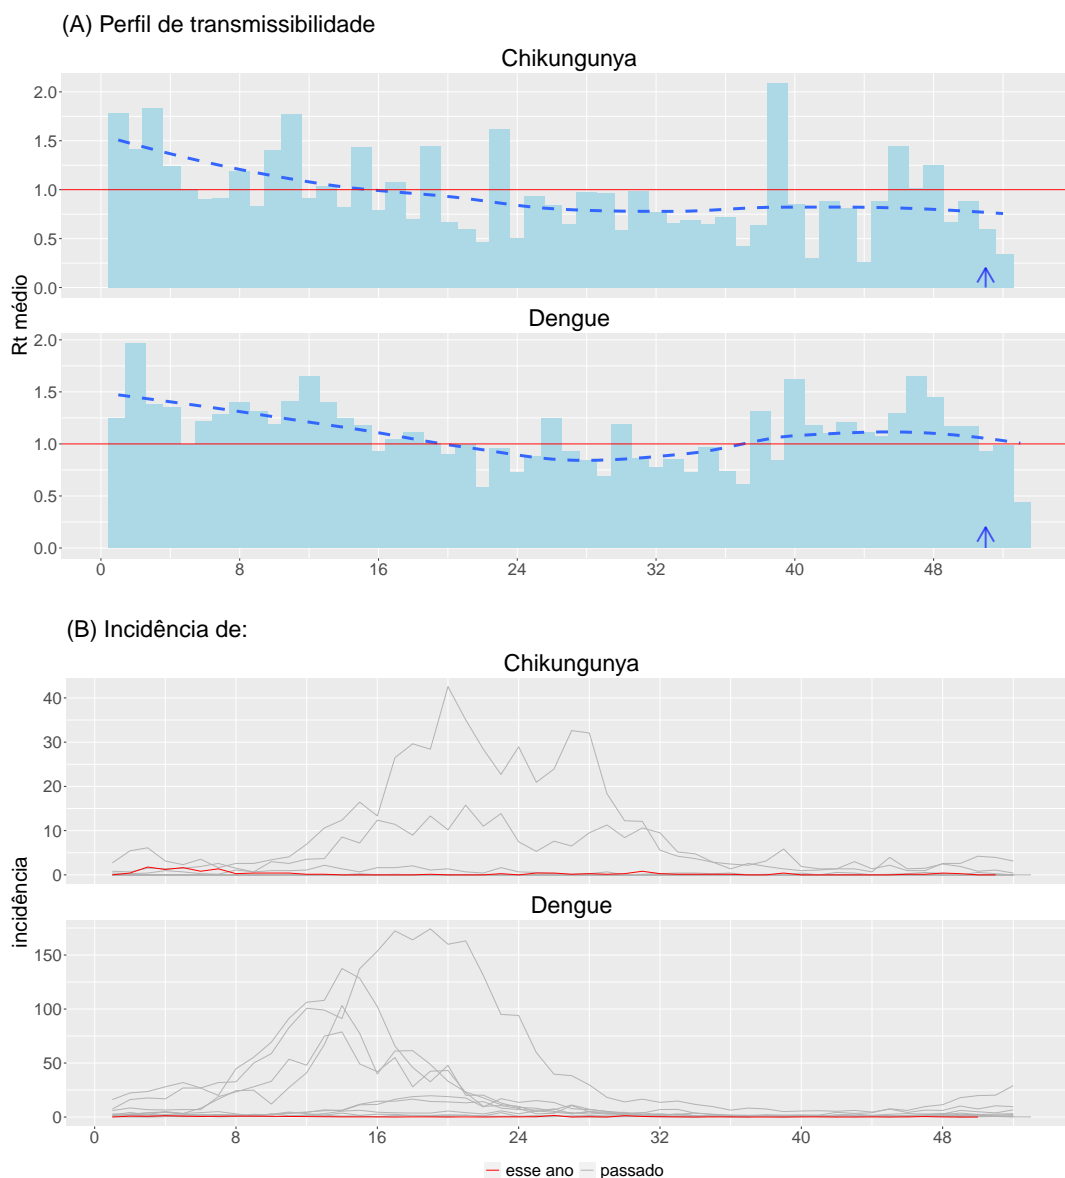 (A) Perfil de transmissibilidade
Chikungunya
2.0
1.5
1.0
0.5
0.0
Rt médio
Dengue
2.0
1.5
1.0
0.5
0.0
0 8 16 24 32 40 48
(B) Incidência de:
Chikungunya
40
30
20
10
0
incidência
Dengue
150
100
50
0
0 8 16 24 32 40 48
esse ano passado